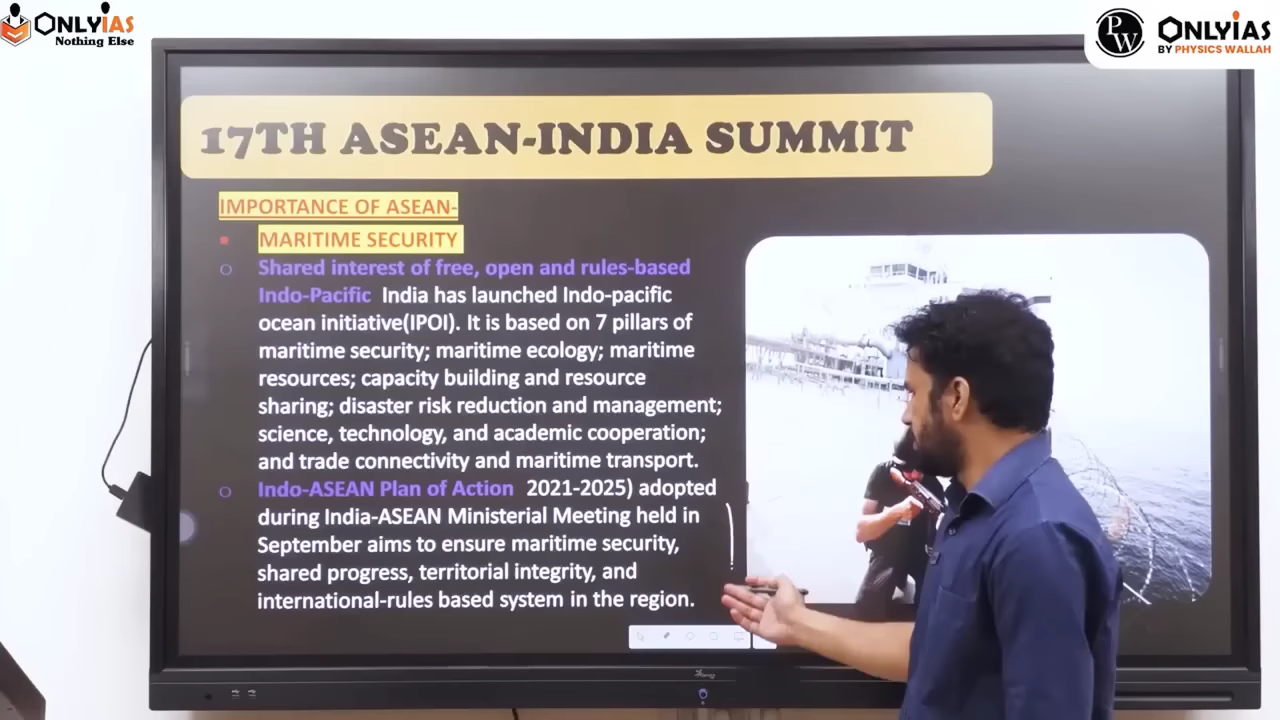 ONLYIAS
Nothing Else
PW
ONLYIAS
BY PHYSICS WALLAH
17TH ASEAN-INDIA SUMMIT
IMPORTANCE OF ASEAN-
MARITIME SECURITY
Shared interest of free, open and rules-based
Indo-Pacific India has launched Indo-pacific
ocean initiative(IPOI). It is based on 7 pillars of
maritime security; maritime ecology; maritime
resources; capacity building and resource
sharing; disaster risk reduction and management;
science, technology, and academic cooperation;
and trade connectivity and maritime transport.
Indo-ASEAN Plan of Action 2021-2025) adopted
during India-ASEAN Ministerial Meeting held in
September aims to ensure maritime security,
shared progress, territorial integrity, and
international-rules based system in the region.